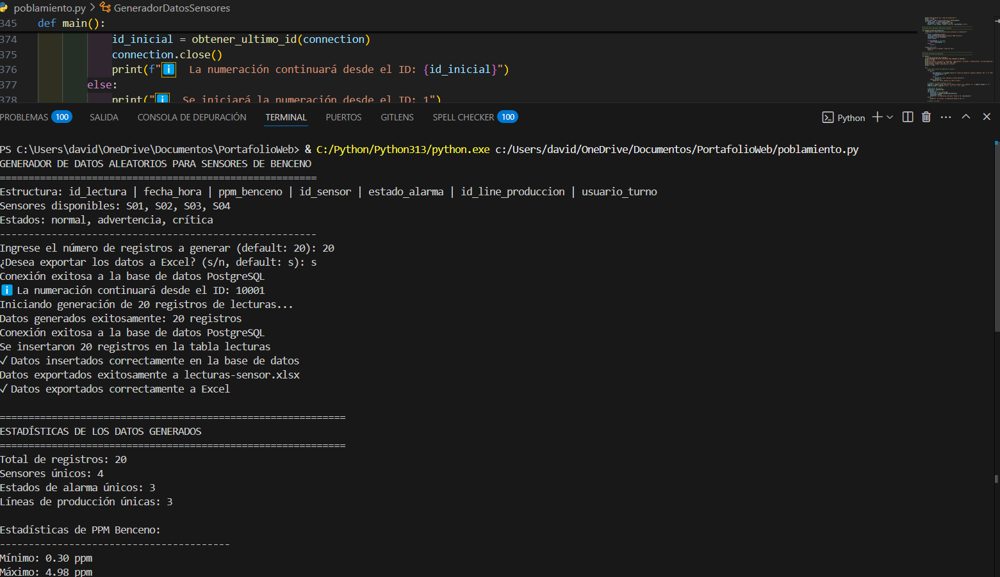 poblamiento.py > GeneradorDatosSensores
345 def main():
374 id_inicial = obtener_ultimo_id(connection)
375 connection.close()
376 print(f"ℹ️  La numeración continuará desde el ID: {id_inicial}")
377 else:
378 print("ℹ️  Se iniciará la numeración desde el ID: 1")
PROBLEMAS 100 SALIDA CONSOLA DE DEPURACIÓN TERMINAL PUERTOS GITLENS SPELL CHECKER 100 Python
PS C:\Users\david\OneDrive\Documentos\PortafolioWeb> & C:/Python/Python313/python.exe c:/Users/david/OneDrive/Documentos/PortafolioWeb/poblamiento.py
GENERADOR DE DATOS ALEATORIOS PARA SENSORES DE BENCENO
=======================================================
Estructura: id_lectura | fecha_hora | ppm_benceno | id_sensor | estado_alarma | id_line_produccion | usuario_turno
Sensores disponibles: S01, S02, S03, S04
Estados: normal, advertencia, crítica
-------------------------------------------------------
Ingrese el número de registros a generar (default: 20): 20
¿Desea exportar los datos a Excel? (s/n, default: s): s
Conexión exitosa a la base de datos PostgreSQL
ℹ️ La numeración continuará desde el ID: 10001
Iniciando generación de 20 registros de lecturas...
Datos generados exitosamente: 20 registros
Conexión exitosa a la base de datos PostgreSQL
Se insertaron 20 registros en la tabla lecturas
✓ Datos insertados correctamente en la base de datos
Datos exportados exitosamente a lecturas-sensor.xlsx
✓ Datos exportados correctamente a Excel
============================================================
ESTADÍSTICAS DE LOS DATOS GENERADOS
============================================================
Total de registros: 20
Sensores únicos: 4
Estados de alarma únicos: 3
Líneas de producción únicas: 3
Estadísticas de PPM Benceno:
----------------------------------------
Mínimo: 0.30 ppm
Máximo: 4.98 ppm